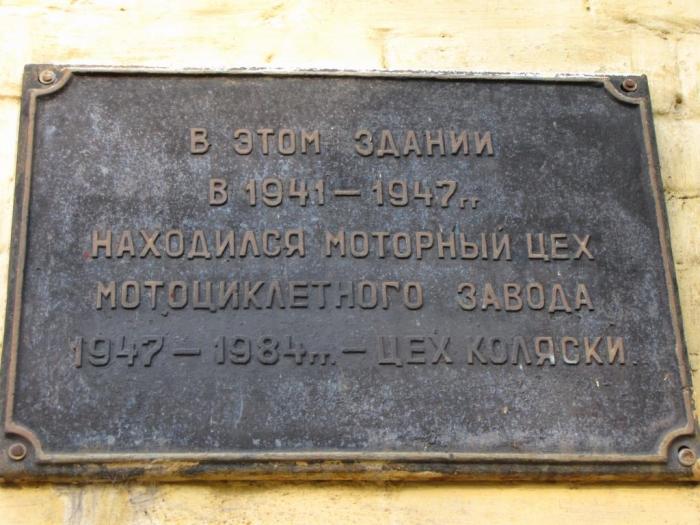 В ЭТОМ ЗДАНИИ
В 1941 – 1947гг
НАХОДИЛСЯ МОТОРНЫЙ ЦЕХ
МОТОЦИКЛЕТНОГО ЗАВОДА
1947 – 1984гг. – ЦЕХ КОЛЯСКИ